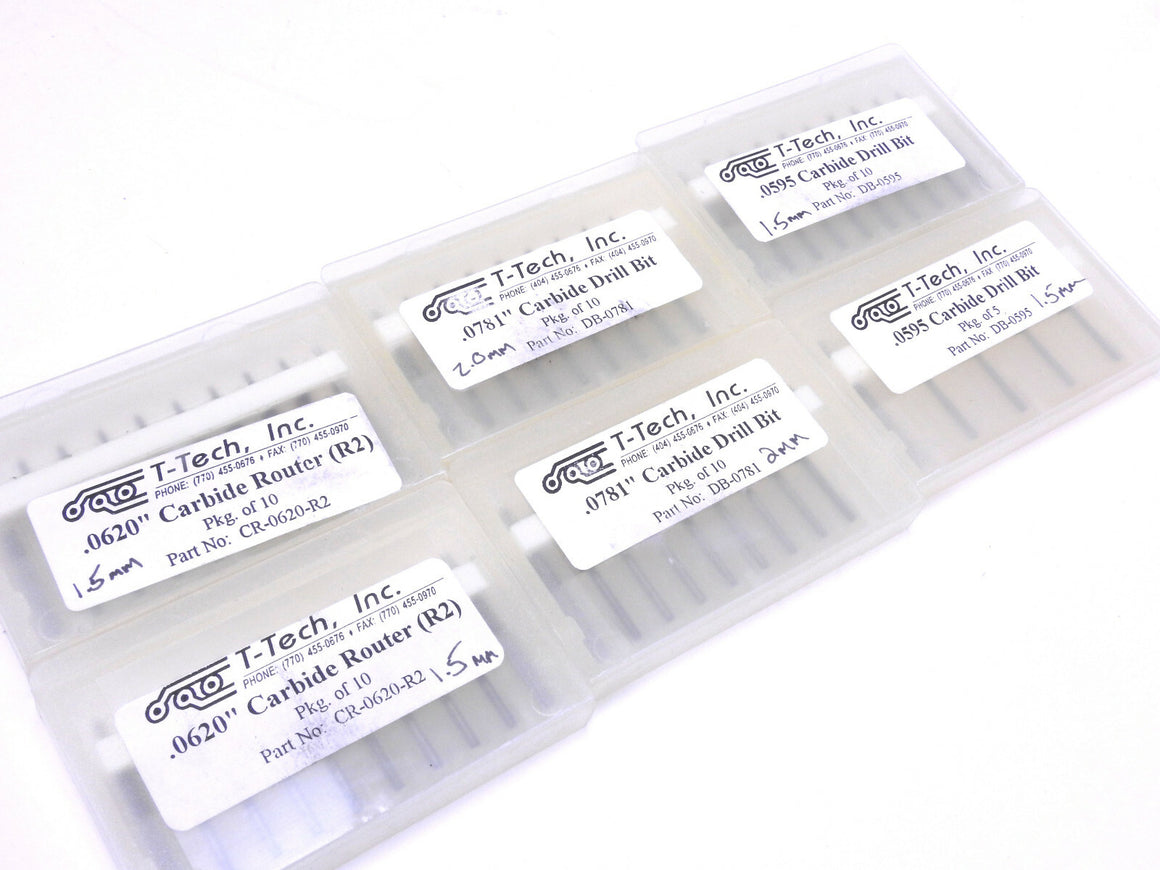 T-Tech, Inc.
PHONE: (770) 455-0676 ♦ FAX: (770) 455-0970
.0595 Carbide Drill Bit
Pkg. of 10
Part No: DB-0595
1.5mm
T-Tech, Inc.
PHONE: (404) 455-0676 ♦ FAX: (404) 455-0970
.0781" Carbide Drill Bit
Pkg. of 10
Part No: DB-0781
2.0mm
T-Tech, Inc.
PHONE: (770) 455-0676 ♦ FAX: (770) 455-0970
.0595 Carbide Drill Bit
Pkg. of 5
Part No: DB-0595
1.5mm
T-Tech, Inc.
PHONE: (770) 455-0676 ♦ FAX: (770) 455-0970
.0620" Carbide Router (R2)
Pkg. of 10
Part No: CR-0620-R2
1.5mm
T-Tech, Inc.
PHONE: (404) 455-0676 ♦ FAX: (404) 455-0970
.0781" Carbide Drill Bit
Pkg. of 10
Part No: DB-0781
2mm
T-Tech, Inc.
PHONE: (770) 455-0676 ♦ FAX: (770) 455-0970
.0620" Carbide Router (R2)
Pkg. of 10
Part No: CR-0620-R2
1.5mm